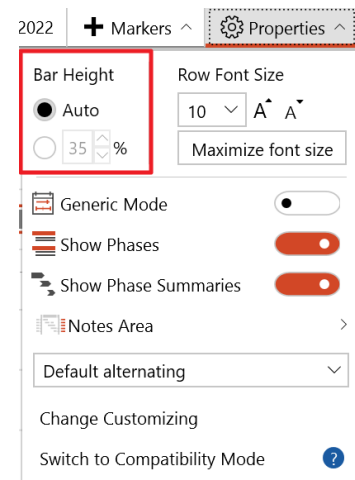 2022 + Markers Properties
Bar Height Row Font Size
Auto 10 A A
35 % Maximize font size
Generic Mode
Show Phases
Show Phase Summaries
Notes Area
Default alternating
Change Customizing
Switch to Compatibility Mode ?